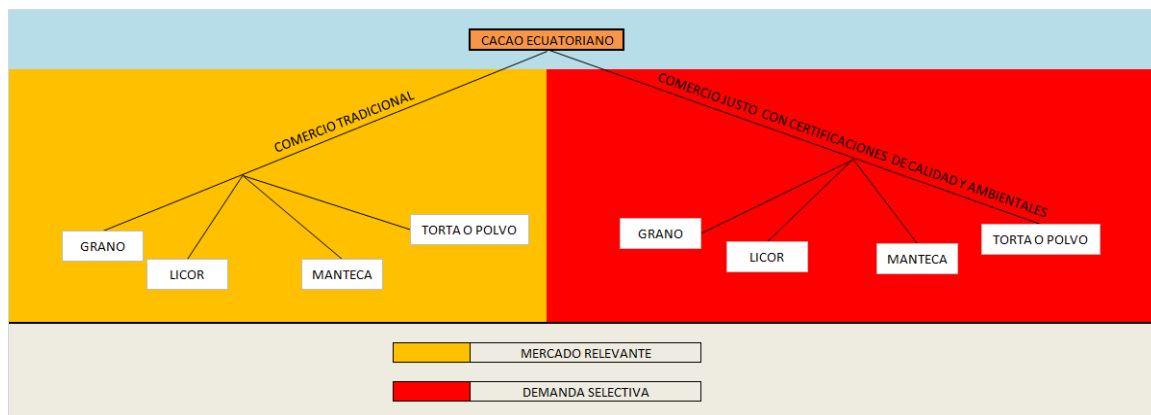 CACAO ECUATORIANO
COMERCIO TRADICIONAL
COMERCIO JUSTO CON CERTIFICACIONES DE CALIDAD Y AMBIENTALES
GRANO
LICOR
MANTECA
TORTA O POLVO
GRANO
LICOR
MANTECA
TORTA O POLVO
MERCADO RELEVANTE
DEMANDA SELECTIVA